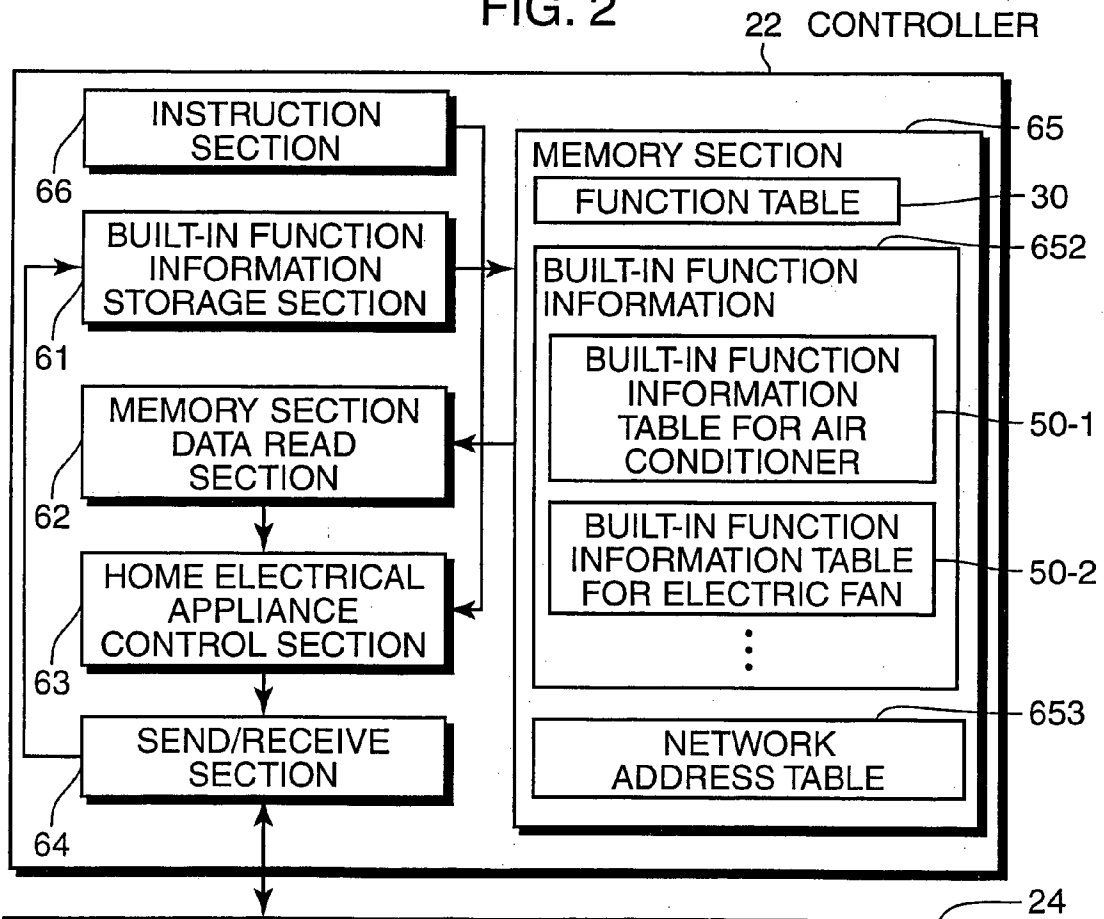 FIG. 2
22 CONTROLLER
INSTRUCTION
SECTION
66
BUILT-IN FUNCTION
INFORMATION
STORAGE SECTION
61
MEMORY SECTION
DATA READ
SECTION
62
HOME ELECTRICAL
APPLIANCE
CONTROL SECTION
63
SEND/RECEIVE
SECTION
64
65
MEMORY SECTION
FUNCTION TABLE
30
652
BUILT-IN FUNCTION
INFORMATION
BUILT-IN FUNCTION
INFORMATION
TABLE FOR AIR
CONDITIONER
50-1
BUILT-IN FUNCTION
INFORMATION TABLE
FOR ELECTRIC FAN
50-2
653
NETWORK
ADDRESS TABLE
24